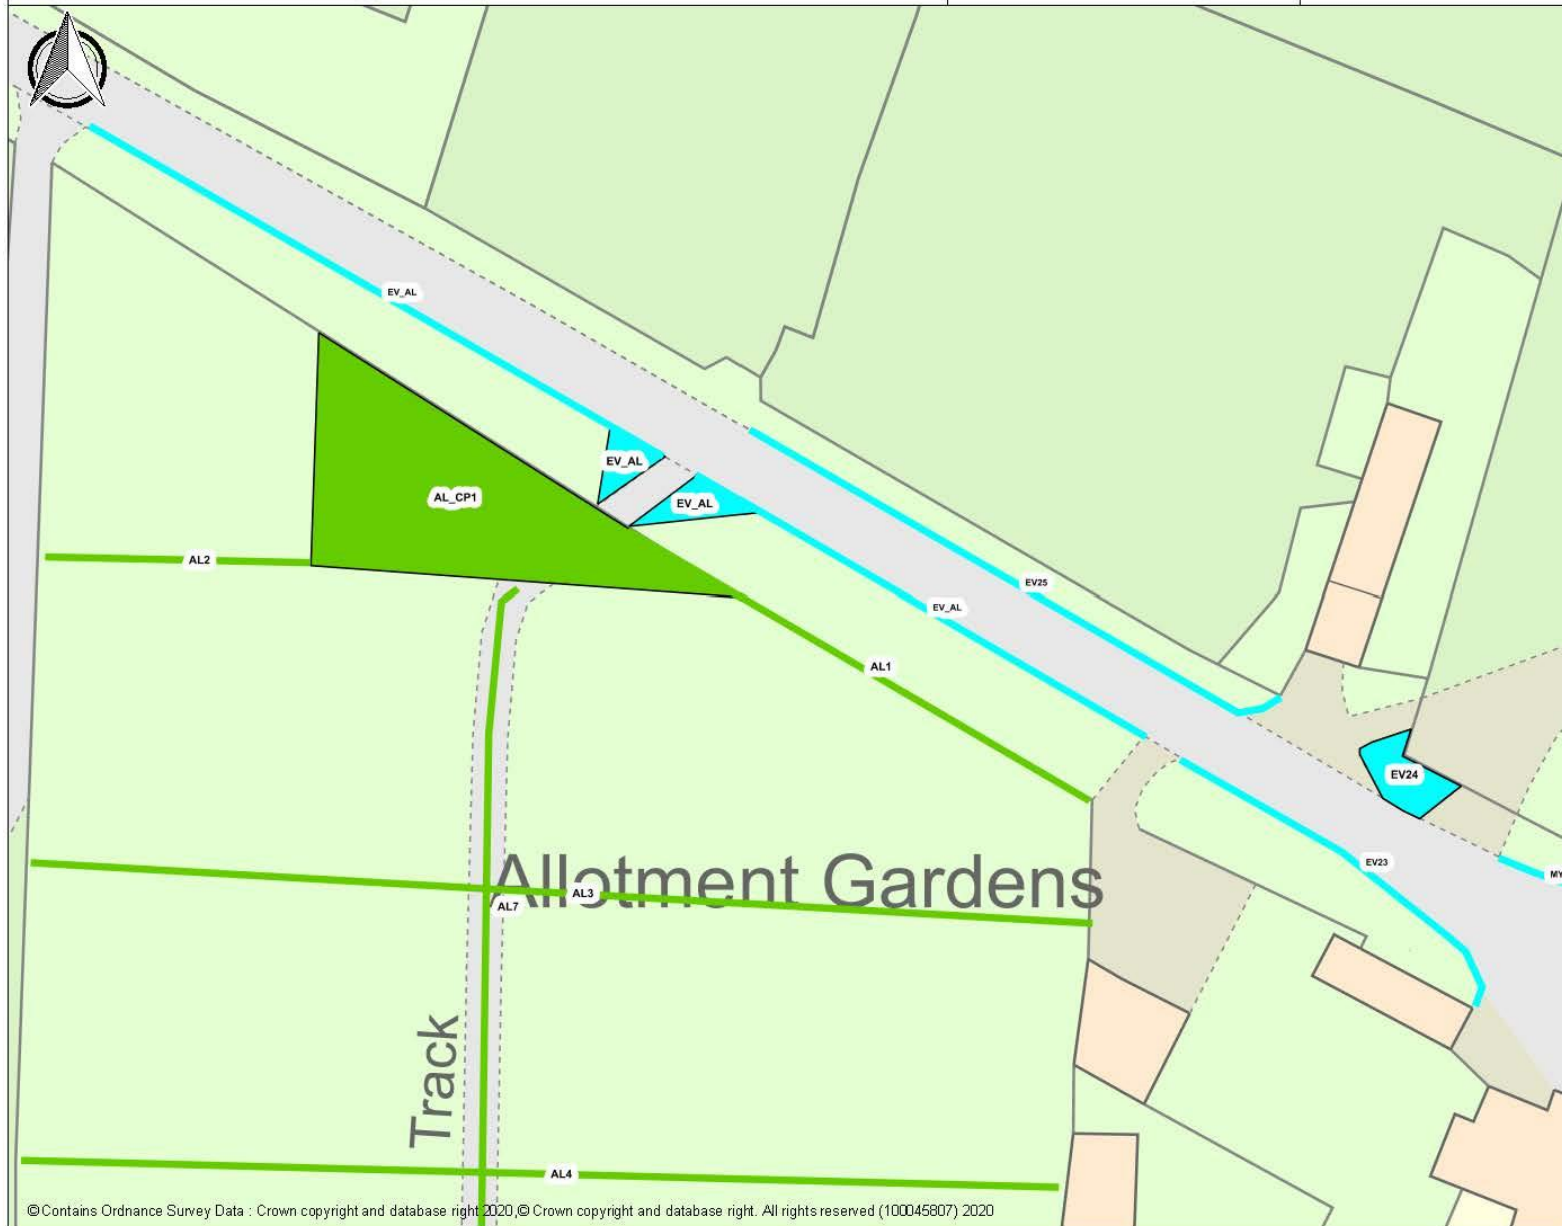 EV_AL
EV_AL
AL_CP1
EV_AL
AL2
EV25
EV_AL
AL1
EV24
EV23
MY
Allotment Gardens
AL3
AL7
Track
AL4
©Contains Ordnance Survey Data : Crown copyright and database right 2020,© Crown copyright and database right. All rights reserved (100045807) 2020